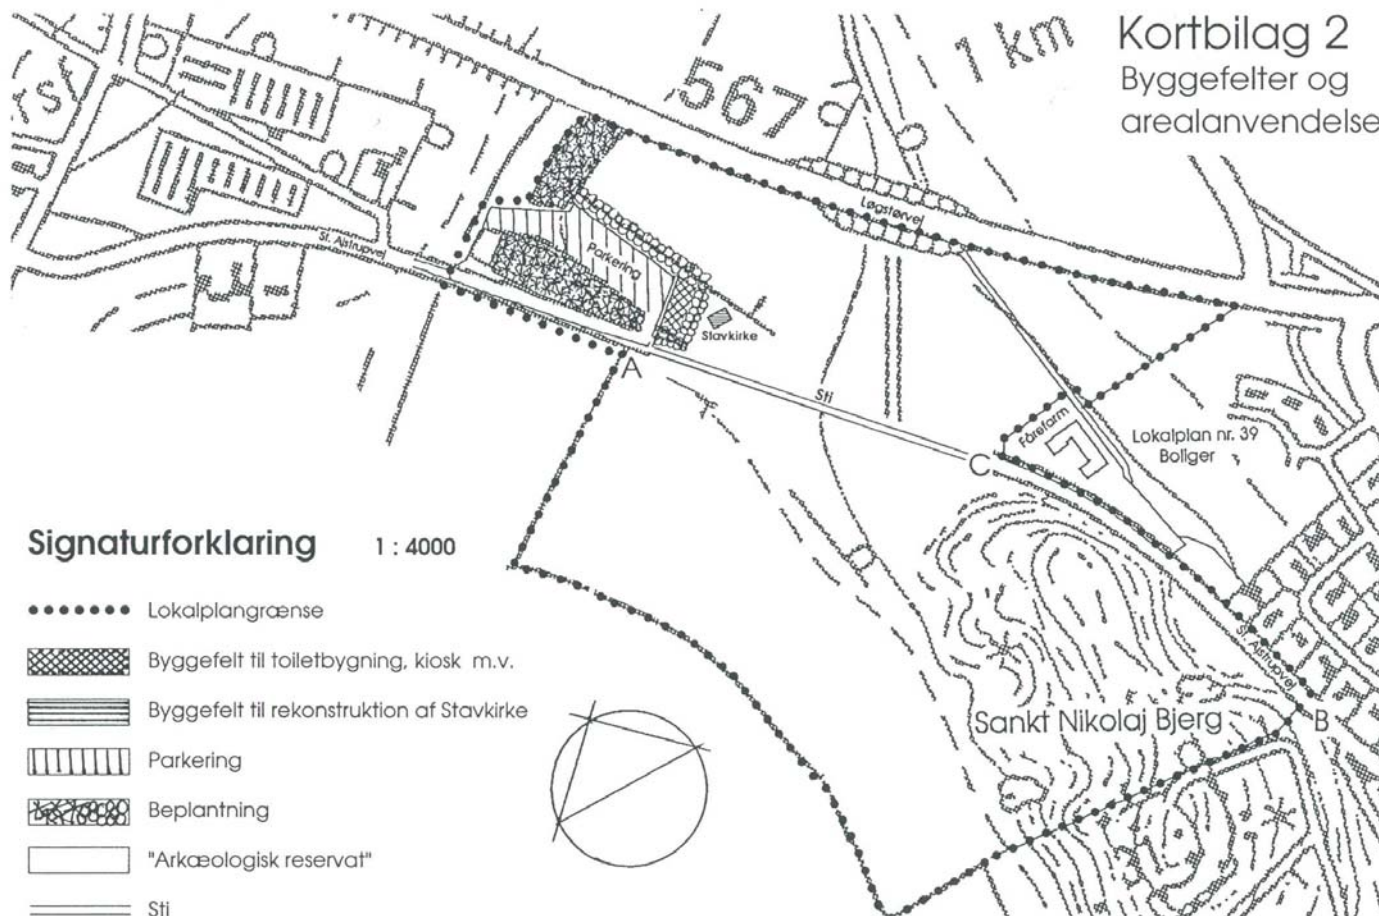 Kortbilag 2
Byggefelter og
arealanvendelse
1 km
567
Løgstørvej
St. Ajstrupvej
Parkering
Stavkirke
A
Sti
C
Fårefarm
Lokalplan nr. 39
Boliger
St. Ajstrupvej
Sankt Nikolaj Bjerg
B
Signaturforklaring 1 : 4000
Lokalplangrænse
Byggefelt til toiletbygning, kiosk m.v.
Byggefelt til rekonstruktion af Stavkirke
Parkering
Beplantning
"Arkæologisk reservat"
Sti